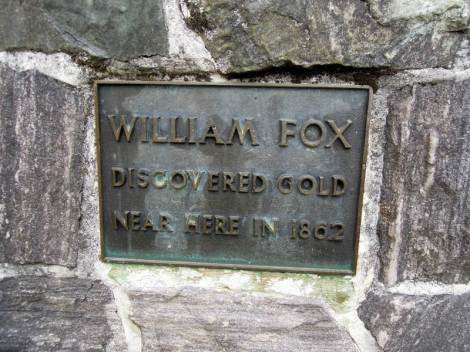 WILLIAM FOX
DISCOVERED GOLD
NEAR HERE IN 1862